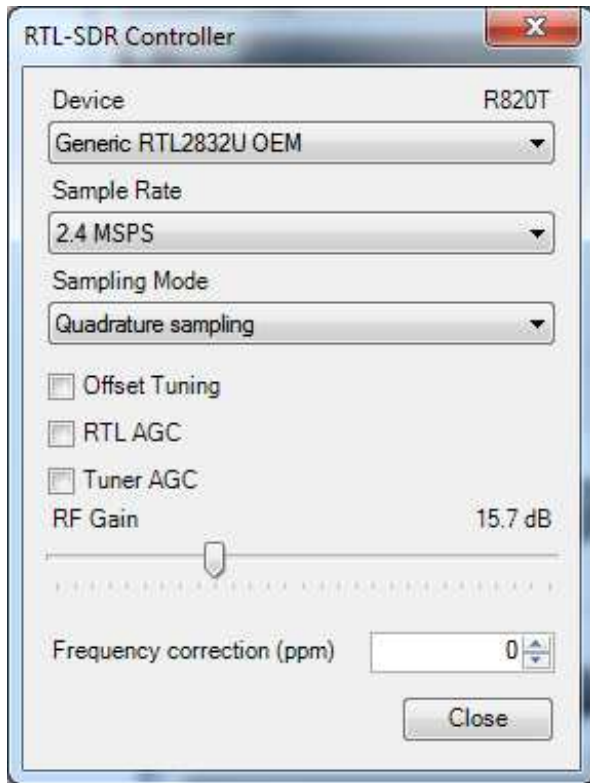 RTL-SDR Controller
Device R820T
Generic RTL2832U OEM
Sample Rate
2.4 MSPS
Sampling Mode
Quadrature sampling
Offset Tuning
RTL AGC
Tuner AGC
RF Gain 15.7 dB
Frequency correction (ppm) 0
Close